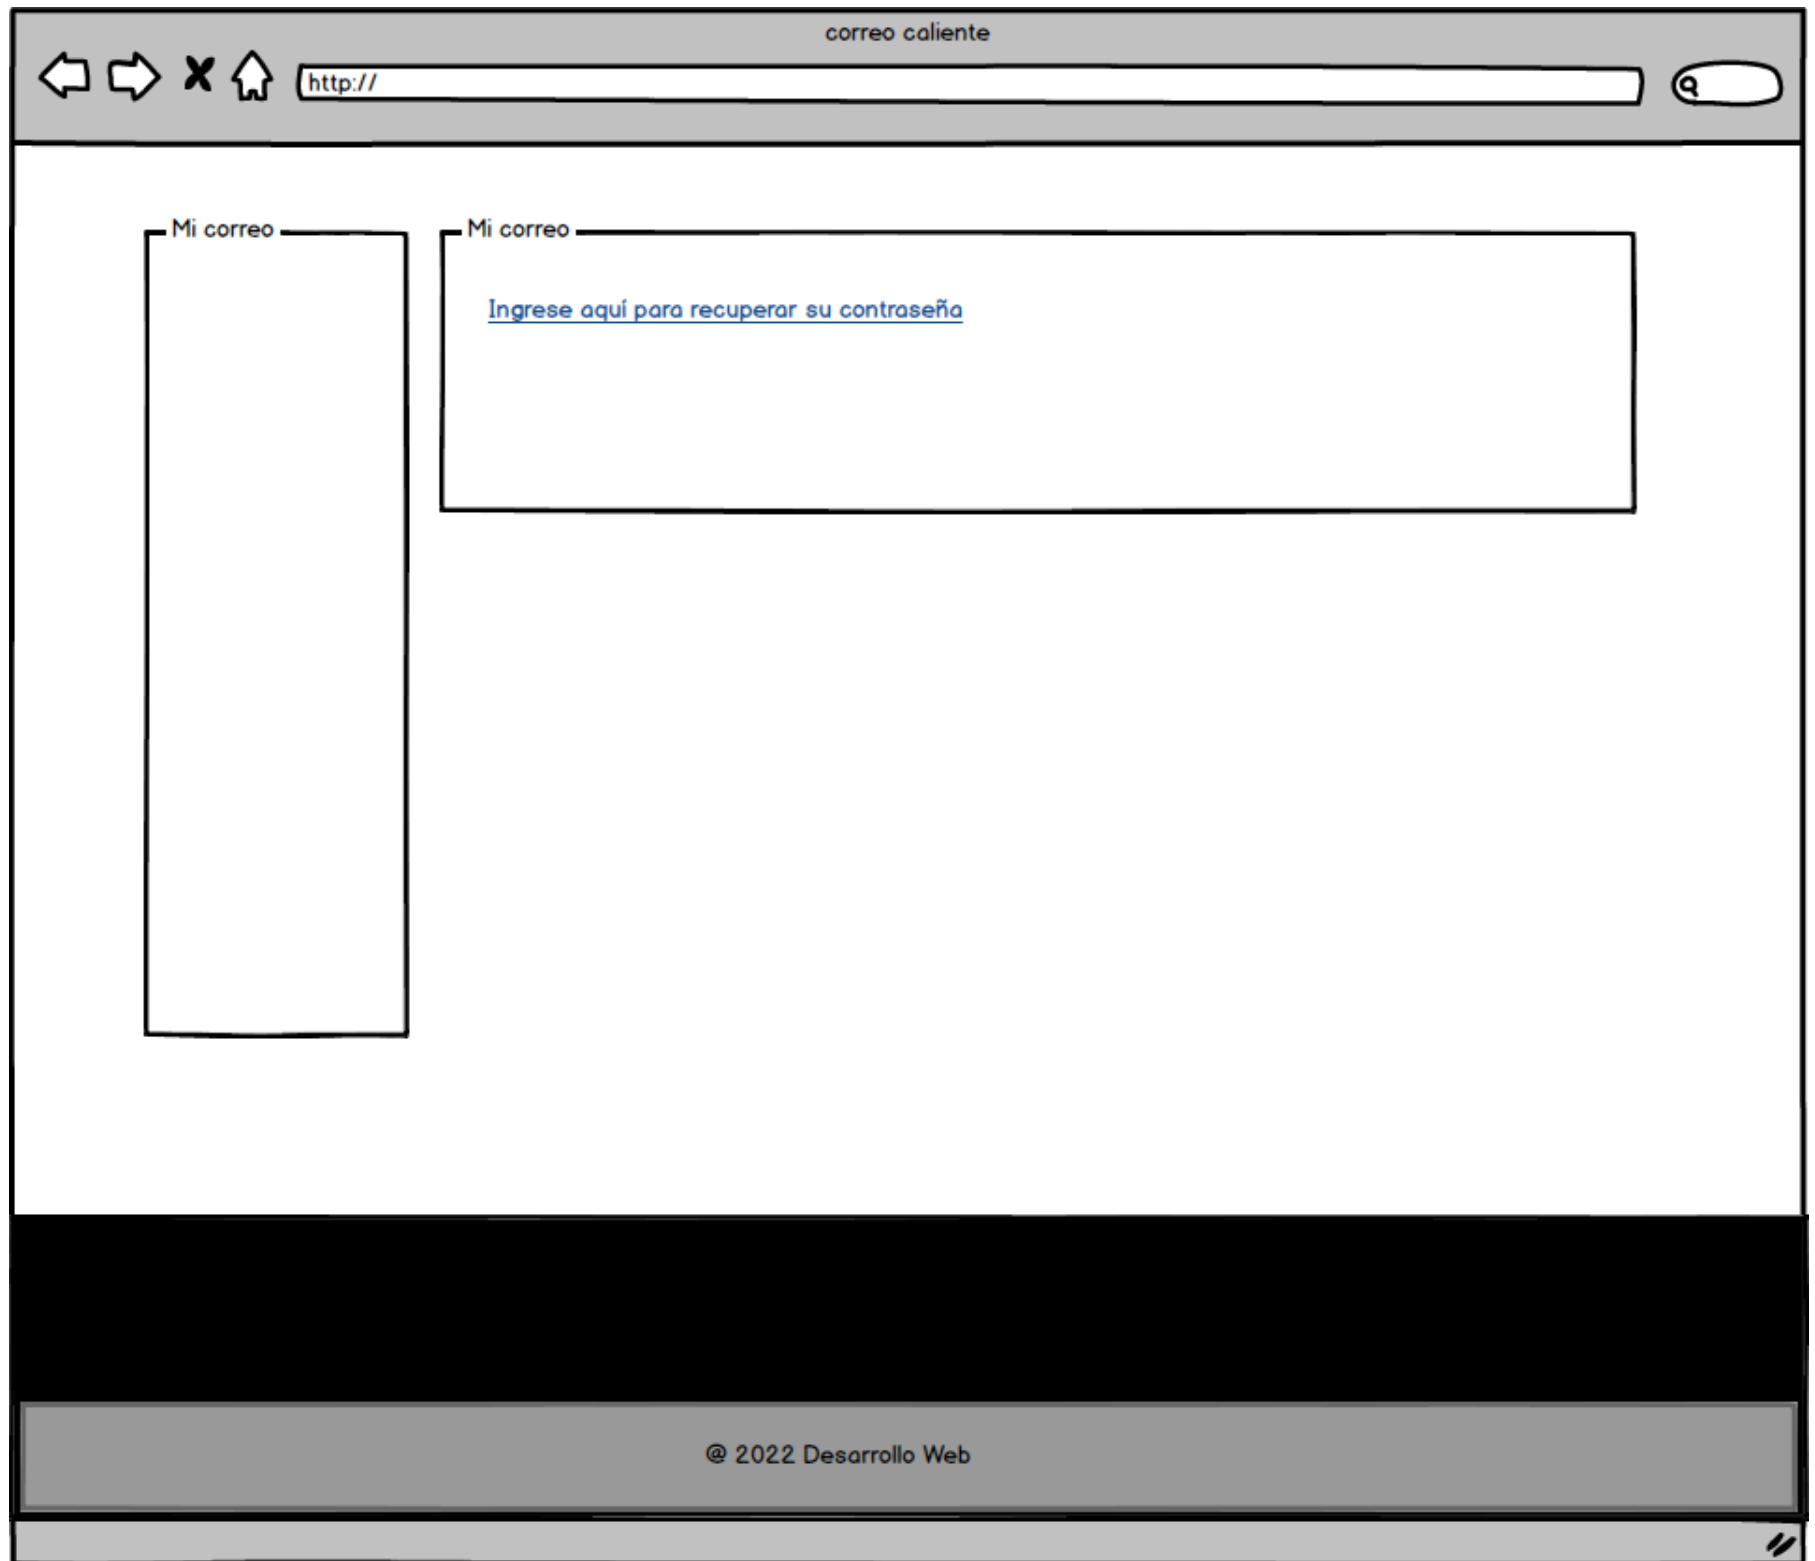 correo caliente
http://
Mi correo
Mi correo
Ingrese aquí para recuperar su contraseña
@ 2022 Desarrollo Web